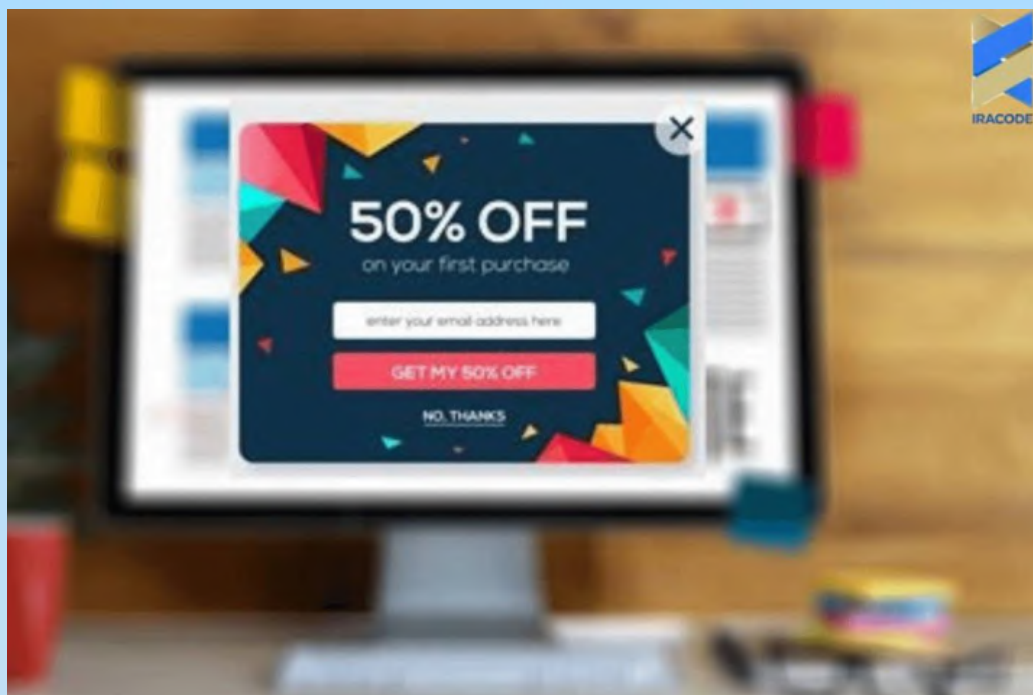 IRACODE
50% OFF
on your first purchase
enter your email address here
GET MY 50% OFF
NO, THANKS